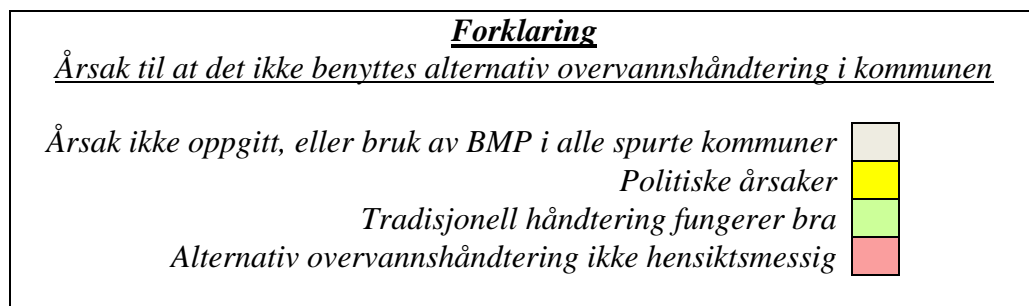 Forklaring
Årsak til at det ikke benyttes alternativ overvannshåndtering i kommunen
Årsak ikke oppgitt, eller bruk av BMP i alle spurte kommuner
Politiske årsaker
Tradisjonell håndtering fungerer bra
Alternativ overvannshåndtering ikke hensiktsmessig